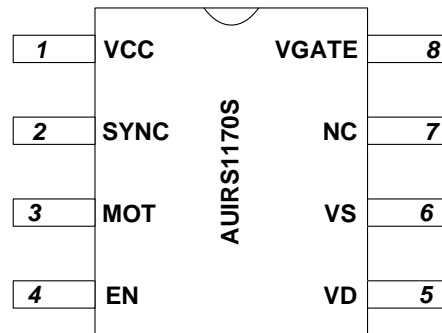 1 VCC VGATE 8
2 SYNC NC 7
AUIRS1170S
3 MOT VS 6
4 EN VD 5